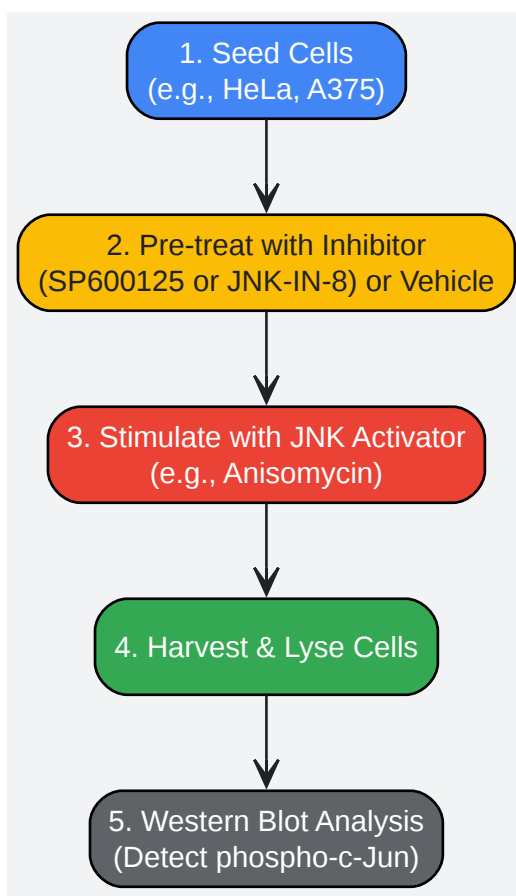 1. Seed Cells
(e.g., HeLa, A375)
2. Pre-treat with Inhibitor
(SP600125 or JNK-IN-8) or Vehicle
3. Stimulate with JNK Activator
(e.g., Anisomycin)
4. Harvest & Lyse Cells
5. Western Blot Analysis
(Detect phospho-c-Jun)